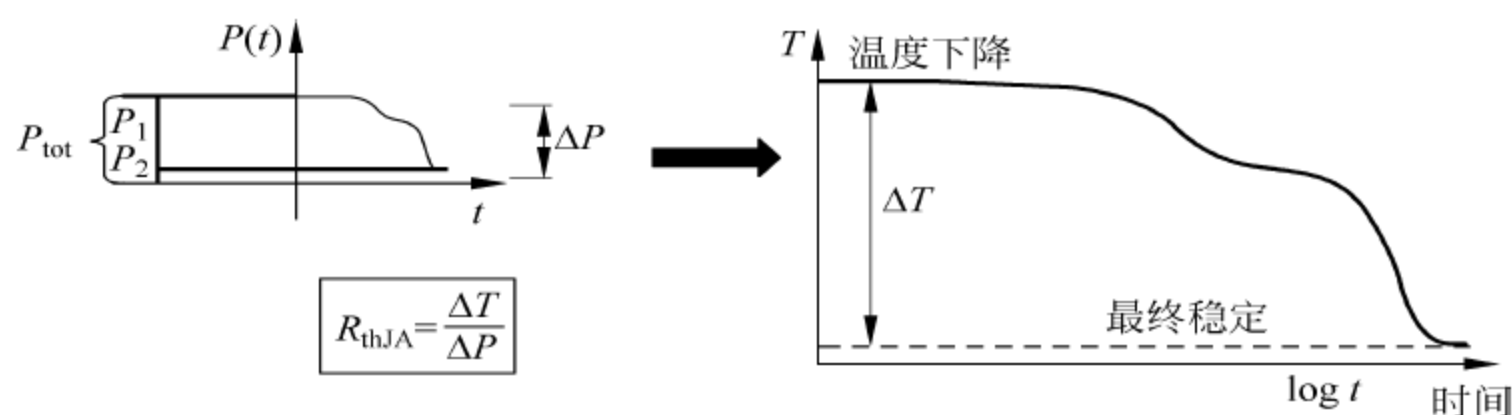 P(t)
P_tot
P_1
P_2
ΔP
t
R_thJA = ΔT/ΔP
T
温度下降
ΔT
最终稳定
log t
时间